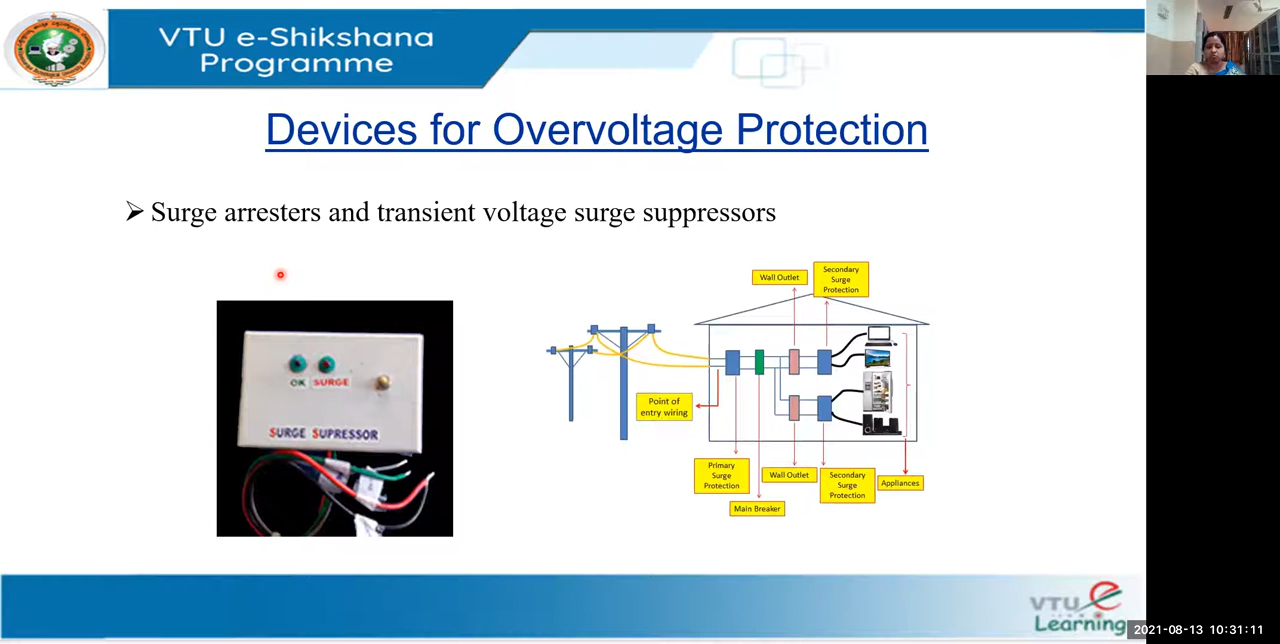 VTU e-Shikshana
Programme
Devices for Overvoltage Protection
Surge arresters and transient voltage surge suppressors
OK SURGE
SURGE SUPRESSOR
Wall Outlet
Secondary
Surge
Protection
Point of
entry wiring
Primary
Surge
Protection
Wall Outlet
Secondary
Surge
Protection
Appliances
Main Breaker
VTU e
Learning
2021-08-13 10:31:11